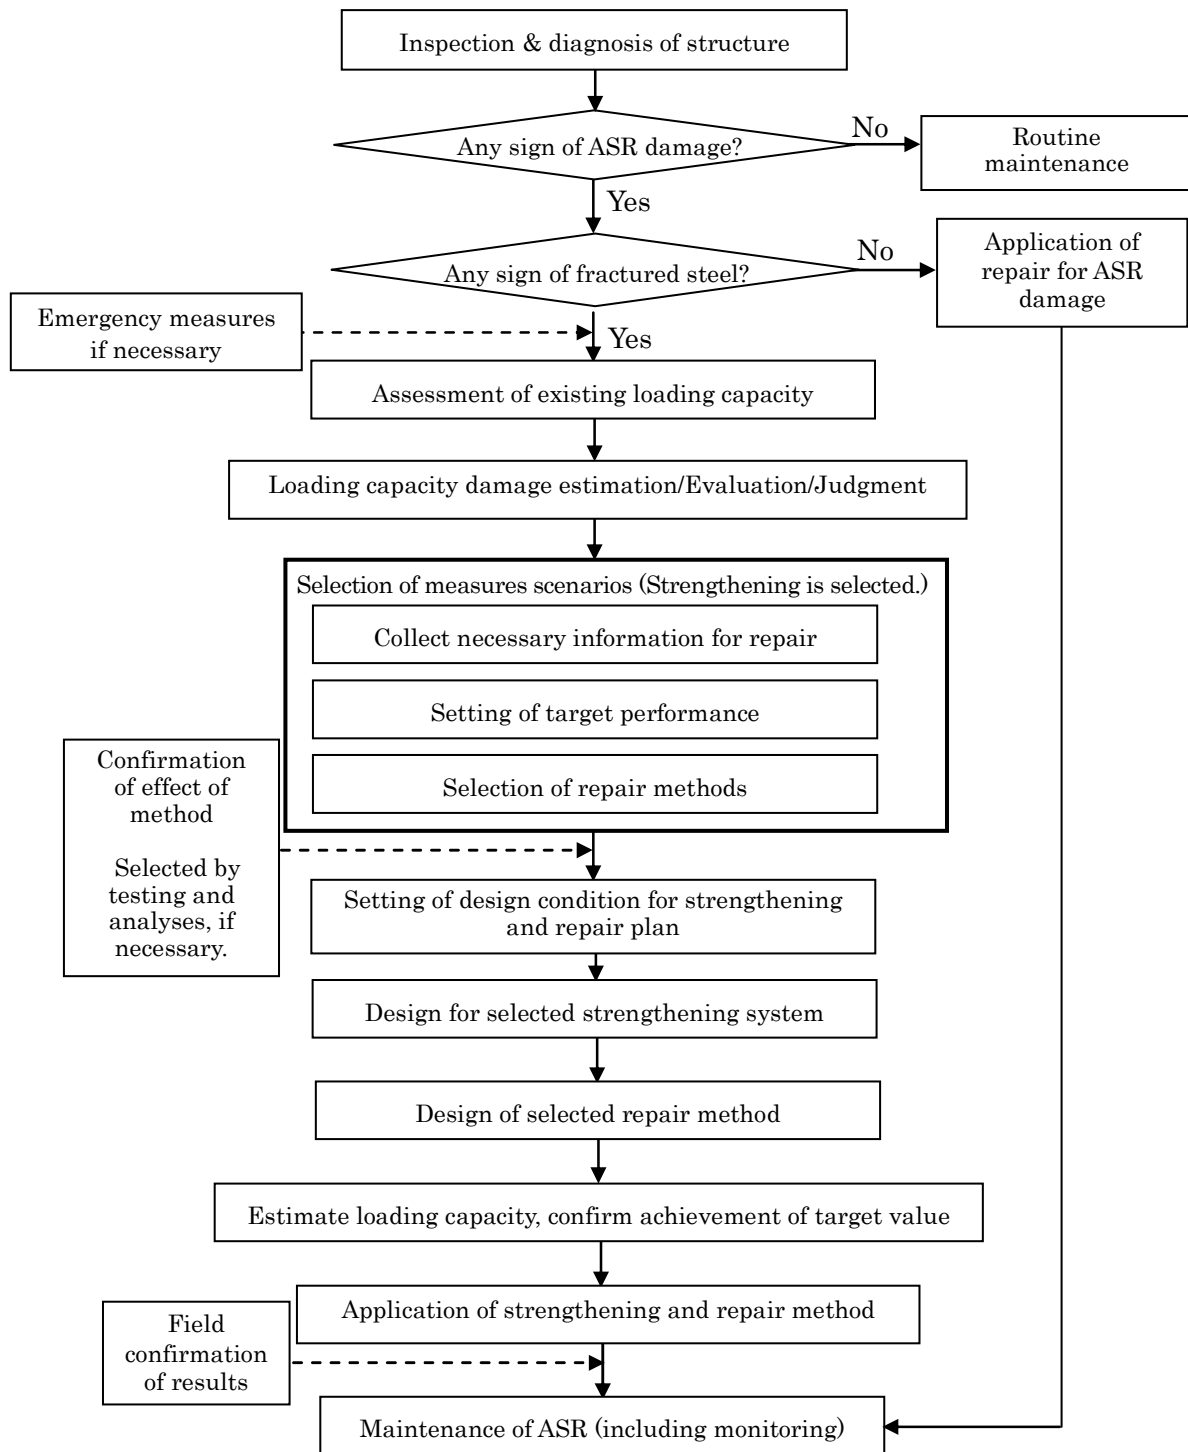 Inspection & diagnosis of structure
Any sign of ASR damage?
No
Routine
maintenance
Yes
Any sign of fractured steel?
No
Application of
repair for ASR
damage
Emergency measures
if necessary
Yes
Assessment of existing loading capacity
Loading capacity damage estimation/Evaluation/Judgment
Selection of measures scenarios (Strengthening is selected.)
Collect necessary information for repair
Setting of target performance
Selection of repair methods
Confirmation
of effect of
method
Selected by
testing and
analyses, if
necessary.
Setting of design condition for strengthening
and repair plan
Design for selected strengthening system
Design of selected repair method
Estimate loading capacity, confirm achievement of target value
Application of strengthening and repair method
Field
confirmation
of results
Maintenance of ASR (including monitoring)